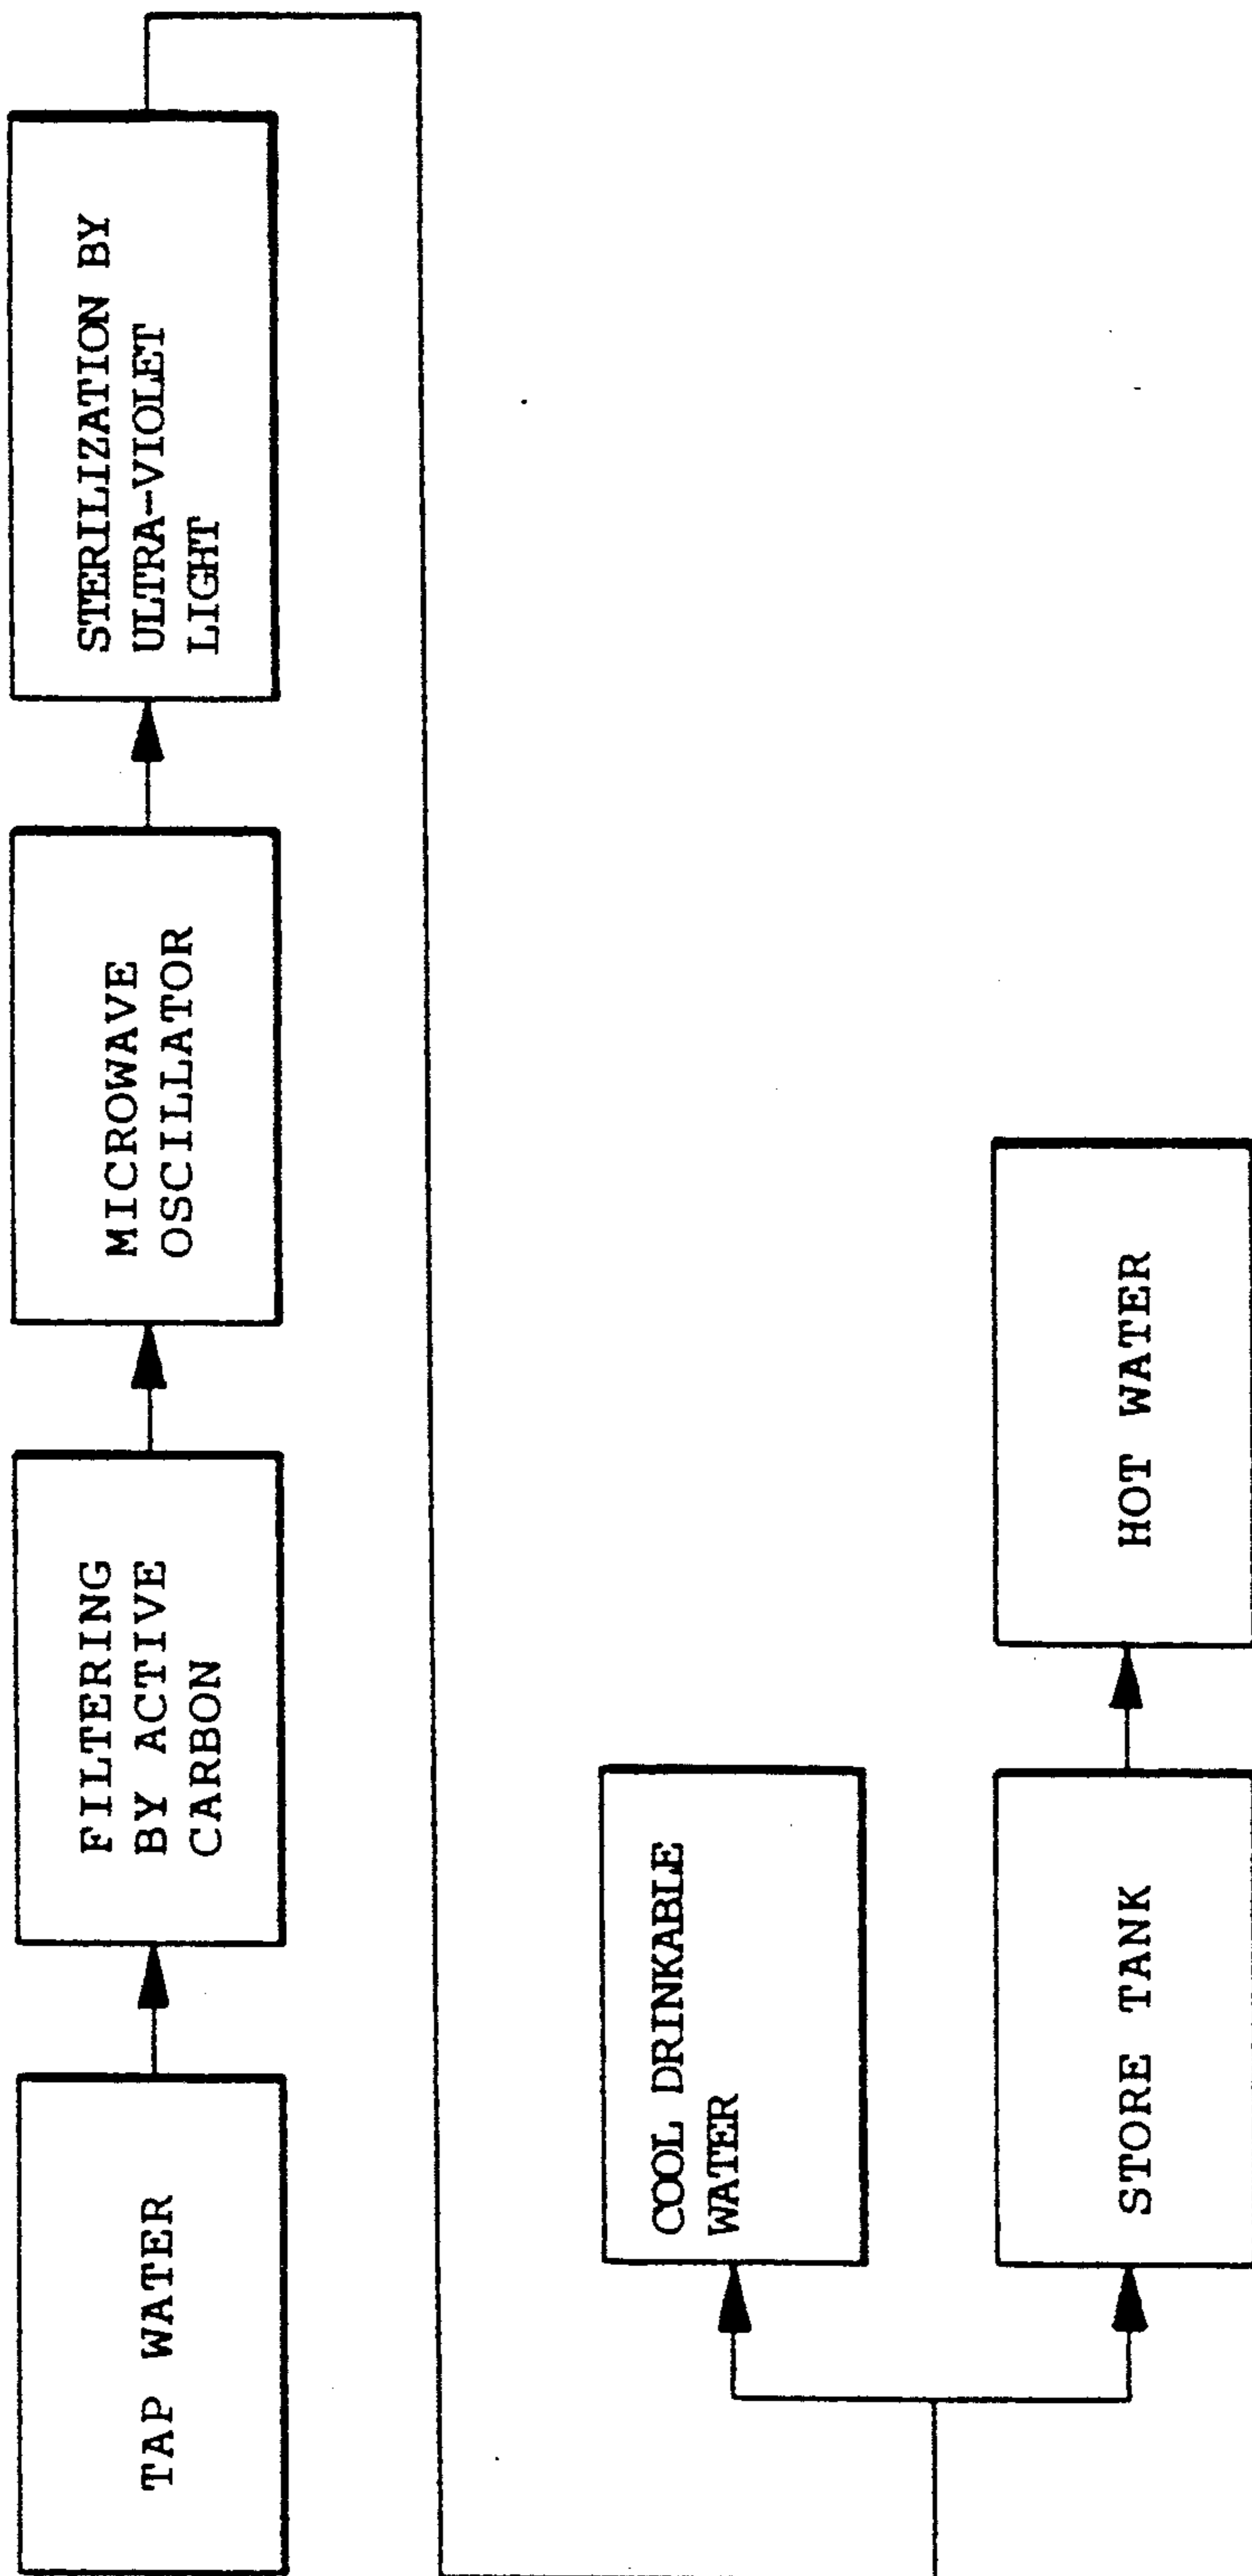 TAP WATER
FILTERING
BY ACTIVE
CARBON
MICROWAVE
OSCILLATOR
STERILIZATION BY
ULTRA-VIOLET
LIGHT
COOL DRINKABLE
WATER
STORE TANK
HOT WATER